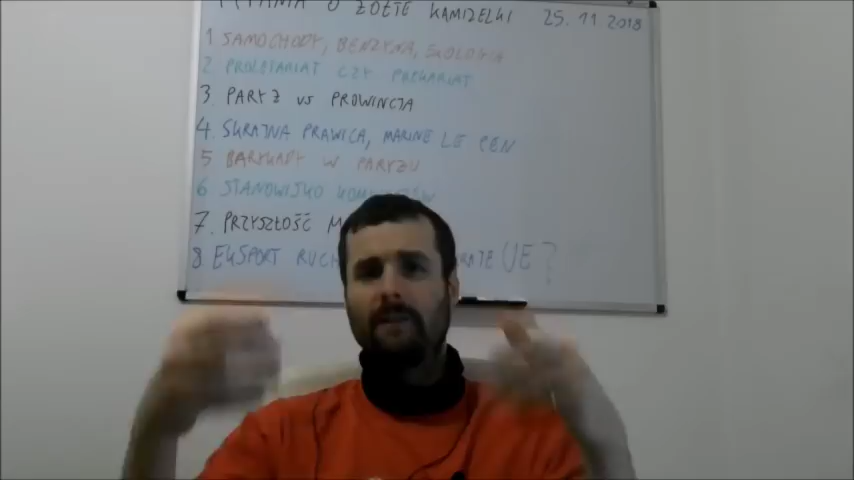 PYTANIA O ŻÓŁTE KAMIZELKI 25.11.2018
1 SAMOCHODY, BENZYNA, EKOLOGIA
2 PROLETARIAT CZY PREKARIAT
3 PARYŻ VS PROWINCJA
4. SKRAJNA PRAWICA, MARINE LE PEN
5 BARYKADY W PARYŻU
6 STANOWISKO
7. PRZYSZŁOŚĆ
8 EKSPORT UE?